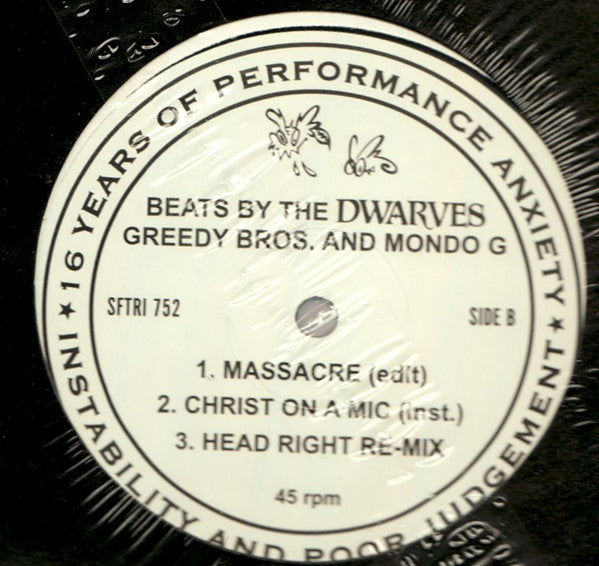 ★ 16 YEARS OF PERFORMANCE ANXIETY ★
INSTABILITY AND POOR JUDGEMENT
BEATS BY THE DWARVES
GREEDY BROS. AND MONDO G
SFTRI 752
SIDE B
1. MASSACRE (edit)
2. CHRIST ON A MIC (inst.)
3. HEAD RIGHT RE-MIX
45 rpm